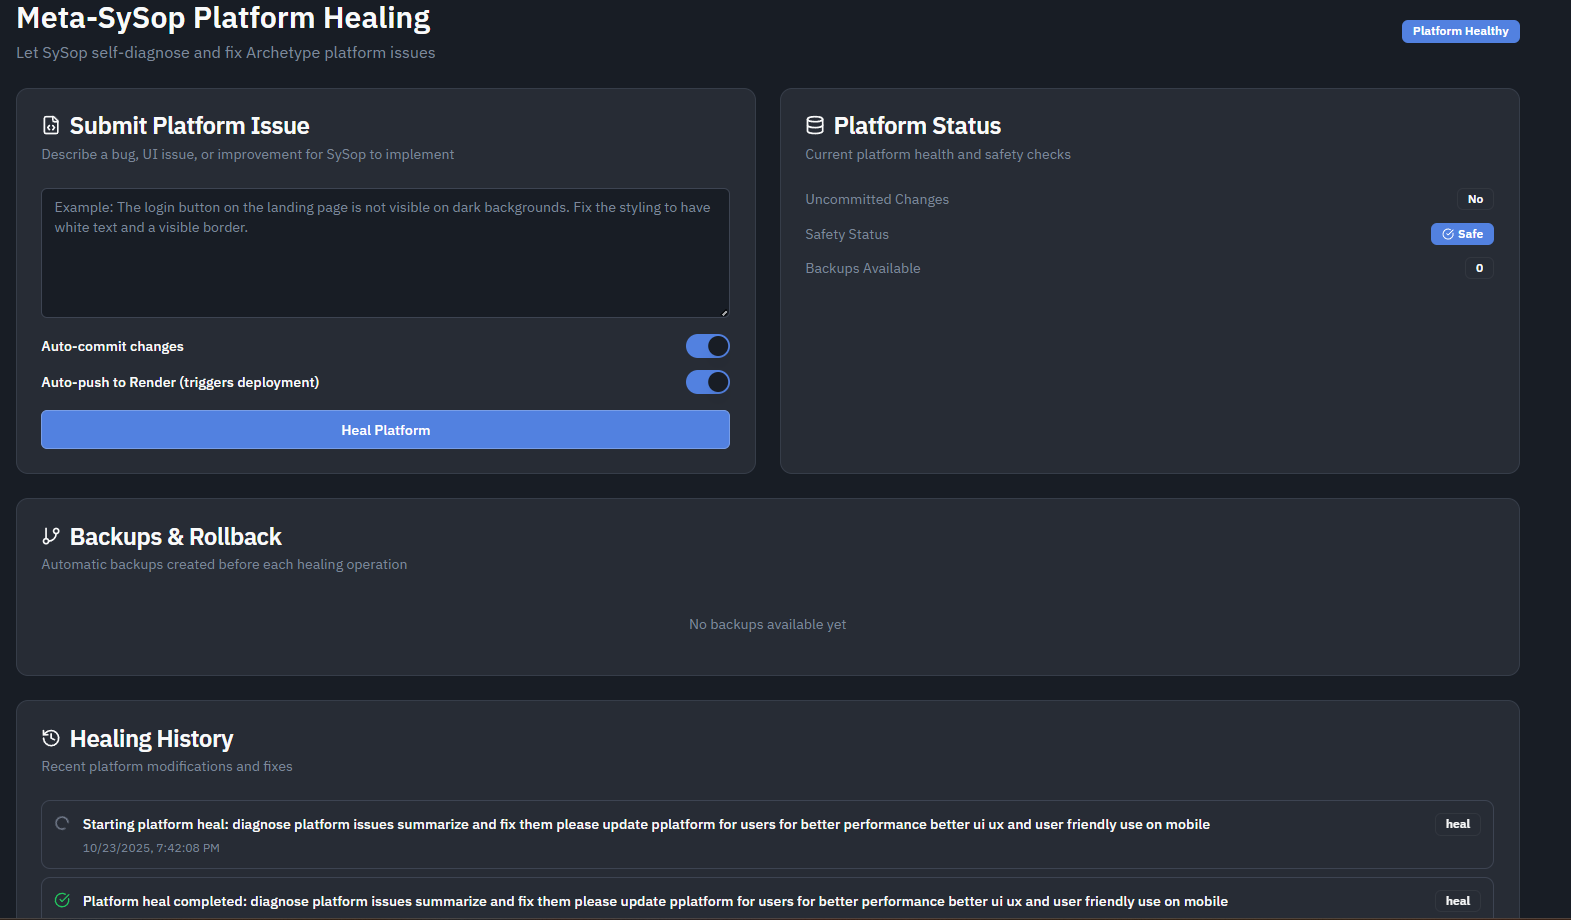 Meta-SySop Platform Healing
Let SySop self-diagnose and fix Archetype platform issues
Platform Healthy
Submit Platform Issue
Describe a bug, UI issue, or improvement for SySop to implement
Example: The login button on the landing page is not visible on dark backgrounds. Fix the styling to have
white text and a visible border.
Auto-commit changes
Auto-push to Render (triggers deployment)
Heal Platform
Platform Status
Current platform health and safety checks
Uncommitted Changes No
Safety Status Safe
Backups Available 0
Backups & Rollback
Automatic backups created before each healing operation
No backups available yet
Healing History
Recent platform modifications and fixes
Starting platform heal: diagnose platform issues summarize and fix them please update pplatform for users for better performance better ui ux and user friendly use on mobile heal
10/23/2025, 7:42:08 PM
Platform heal completed: diagnose platform issues summarize and fix them please update pplatform for users for better performance better ui ux and user friendly use on mobile heal